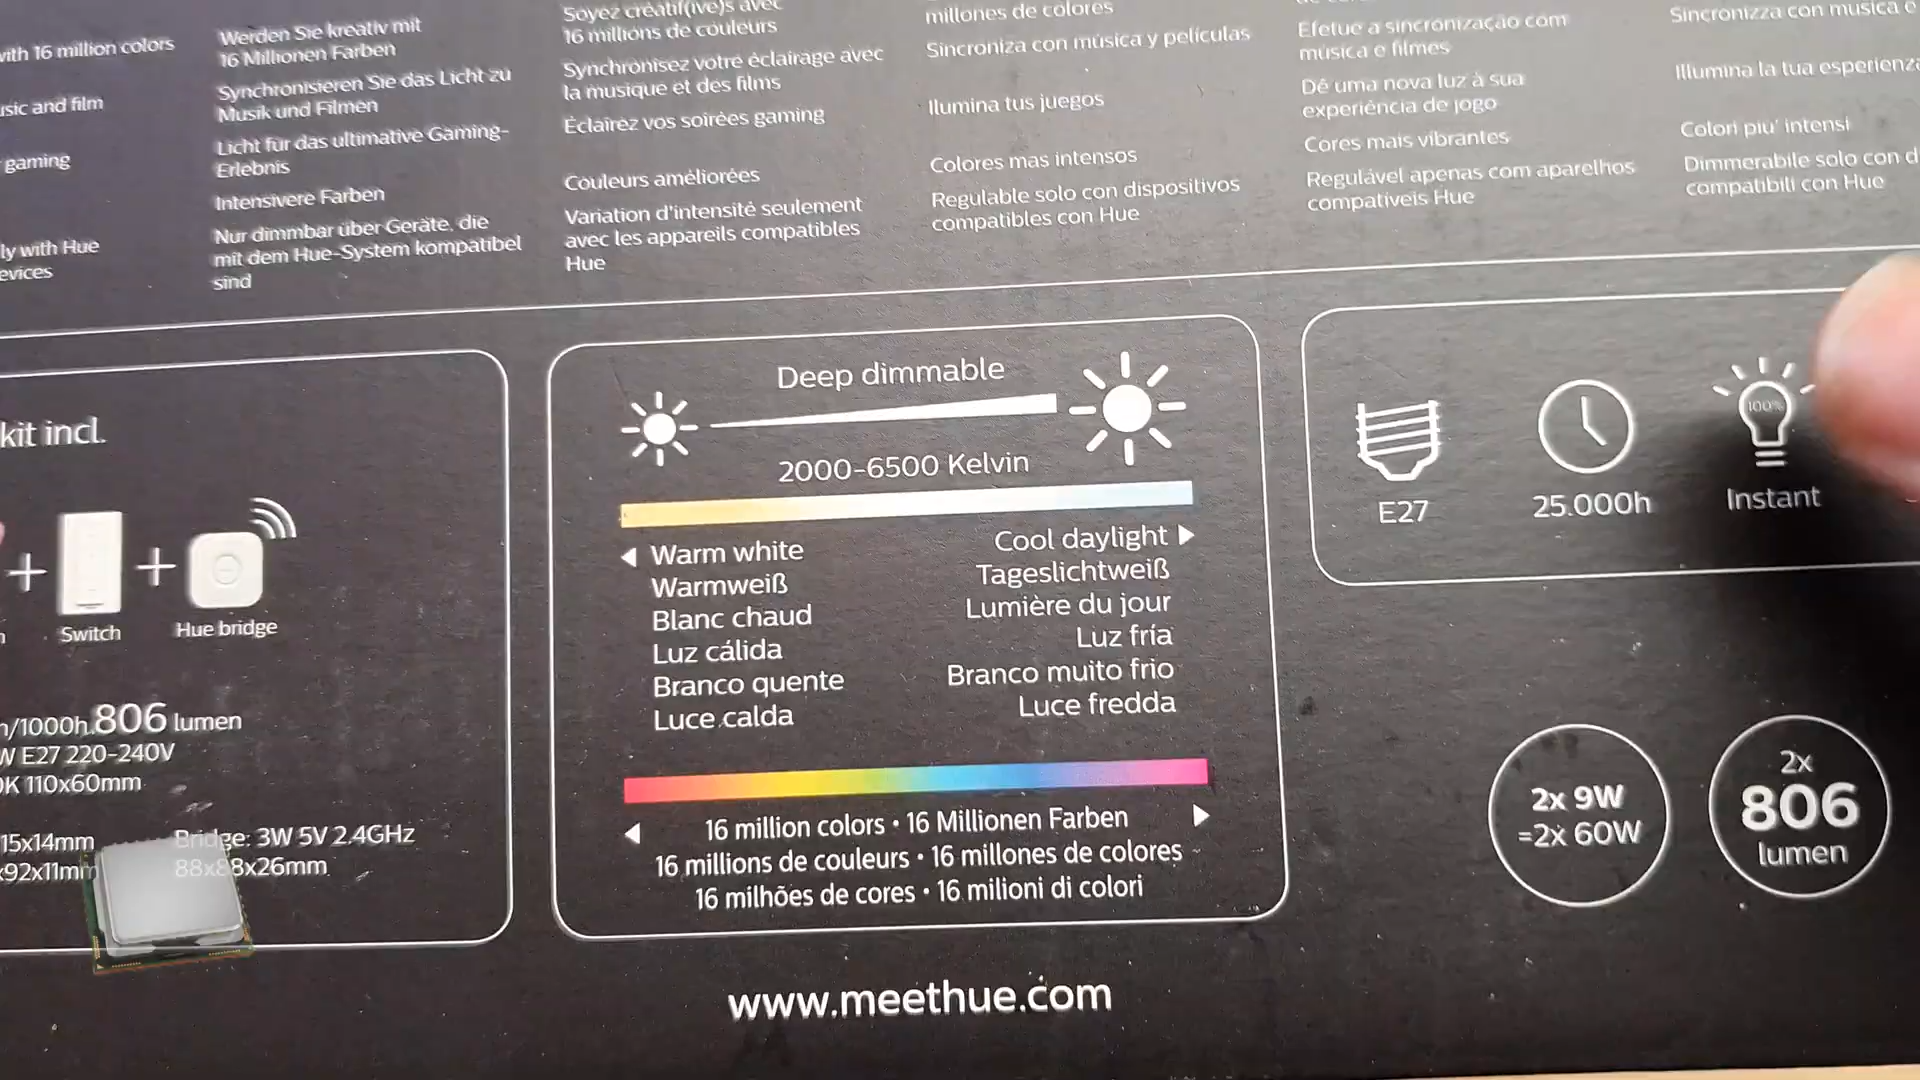 with 16 million colors
sic and film
gaming
ly with Hue
evices
Werden Sie kreativ mit
16 Millionen Farben
Synchronisieren Sie das Licht zu
Musik und Filmen
Licht für das ultimative Gaming-
Erlebnis
Intensivere Farben
Nur dimmbar über Geräte, die
mit dem Hue-System kompatibel
sind
Soyez créatif(ive)s avec
16 millions de couleurs
Synchronisez votre éclairage avec
la musique et des films
Éclairez vos soirées gaming
Couleurs améliorées
Variation d'intensité seulement
avec les appareils compatibles
Hue
millones de colores
Sincroniza con música y películas
Ilumina tus juegos
Colores mas intensos
Regulable solo con dispositivos
compatibles con Hue
Efetue a sincronização com
música e filmes
Dê uma nova luz à sua
experiência de jogo
Cores mais vibrantes
Regulável apenas com aparelhos
compatíveis Hue
Sincronizza con musica e
Illumina la tua esperienza
Colori piu' intensi
Dimmerabile solo con d
compatibili con Hue
kit incl.
Switch
Hue bridge
h/1000h 806 lumen
W E27 220-240V
0K 110x60mm
15x14mm
x92x11mm
Bridge: 3W 5V 2.4GHz
88x88x26mm
Deep dimmable
2000-6500 Kelvin
Warm white
Warmweiß
Blanc chaud
Luz cálida
Branco quente
Luce calda
Cool daylight
Tageslichtweiß
Lumière du jour
Luz fría
Branco muito frio
Luce fredda
16 million colors • 16 Millionen Farben
16 millions de couleurs • 16 millones de colores
16 milhões de cores • 16 milioni di colori
E27
25.000h
100%
Instant
2x 9W
=2x 60W
2x
806
lumen
www.meethue.com